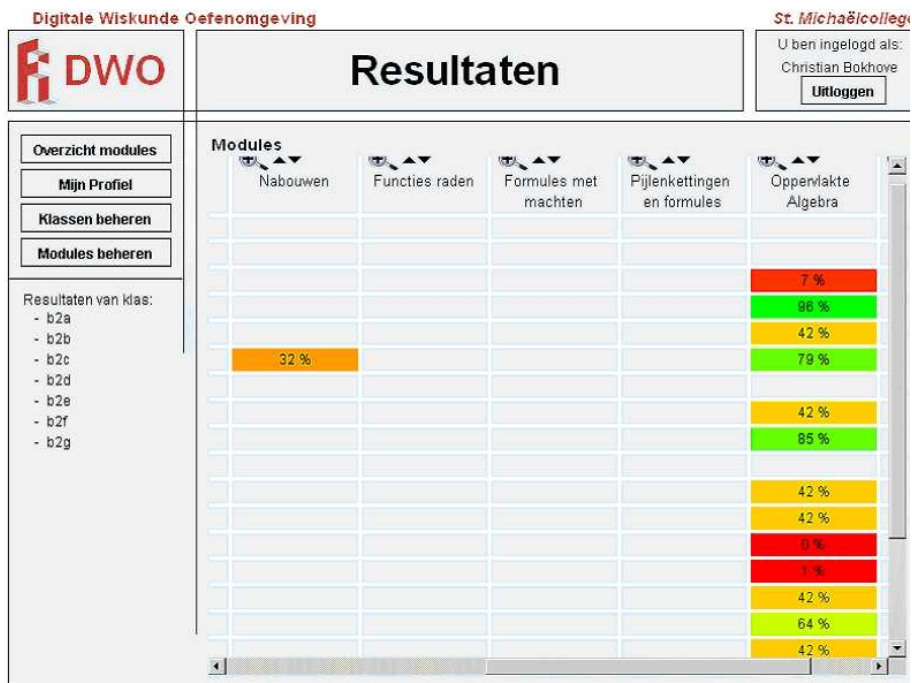 Digitale Wiskunde Oefenomgeving
St. Michaëlcollege
DWO
Resultaten
U ben ingelogd als:
Christian Bokhove
Uitloggen
Overzicht modules
Mijn Profiel
Klassen beheren
Modules beheren
Resultaten van klas:
- b2a
- b2b
- b2c
- b2d
- b2e
- b2f
- b2g
Modules
Nabouwen
Functies raden
Formules met
machten
Pijlenkettingen
en formules
Oppervlakte
Algebra
7 %
96 %
42 %
32 % 79 %
42 %
85 %
42 %
42 %
0 %
1 %
42 %
64 %
42 %